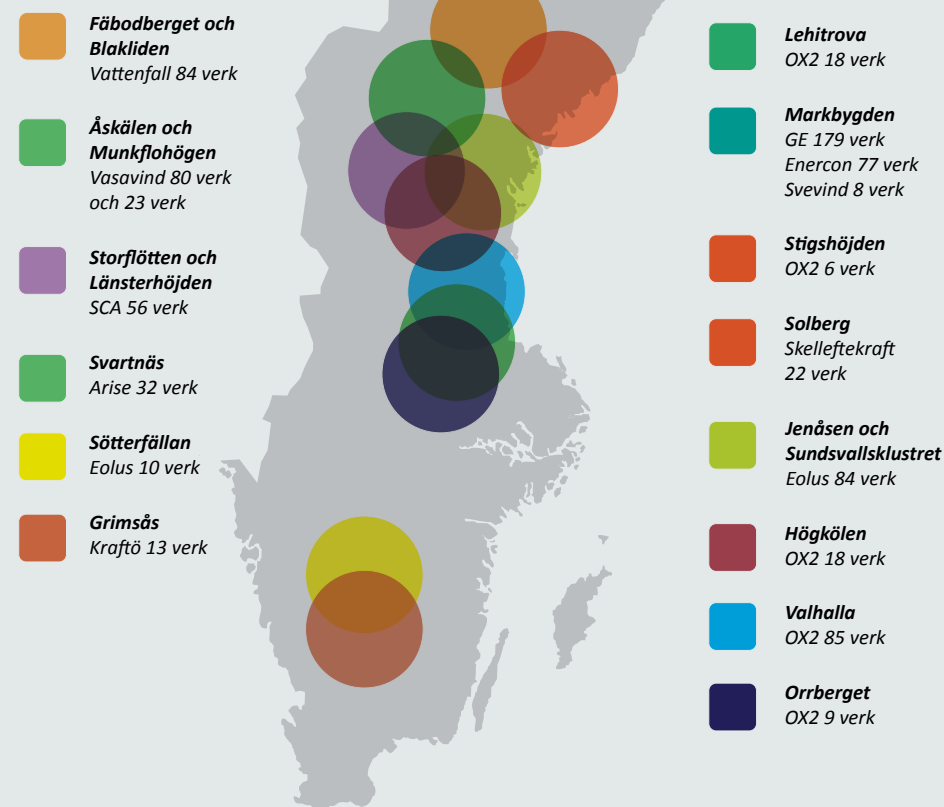 Fäbodberget och
Blakliden
Vattenfall 84 verk
Åskälen och
Munkflohögen
Vasavind 80 verk
och 23 verk
Storflötten och
Länsterhöjden
SCA 56 verk
Svartnäs
Arise 32 verk
Sötterfällan
Eolus 10 verk
Grimsås
Kraftö 13 verk
Lehitrova
OX2 18 verk
Markbygden
GE 179 verk
Enercon 77 verk
Svevind 8 verk
Stigshöjden
OX2 6 verk
Solberg
Skelleftekraft
22 verk
Jenåsen och
Sundsvallsklustret
Eolus 84 verk
Högkölen
OX2 18 verk
Valhalla
OX2 85 verk
Orrberget
OX2 9 verk